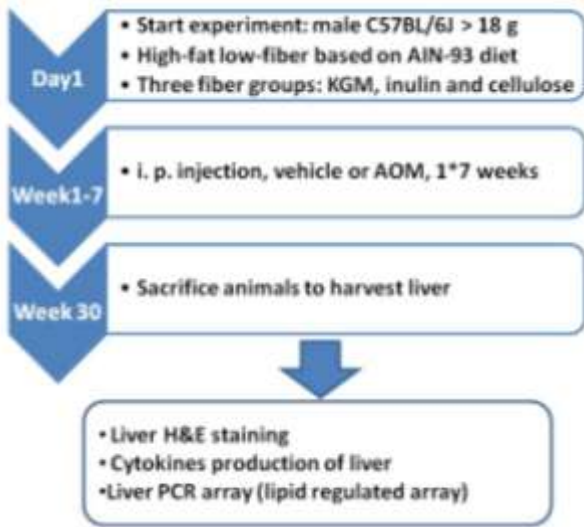 Day1
• Start experiment: male C57BL/6J > 18 g
• High-fat low-fiber based on AIN-93 diet
• Three fiber groups: KGM, inulin and cellulose
Week1-7
• i. p. injection, vehicle or AOM, 1*7 weeks
Week 30
• Sacrifice animals to harvest liver
•Liver H&E staining
•Cytokines production of liver
•Liver PCR array (lipid regulated array)